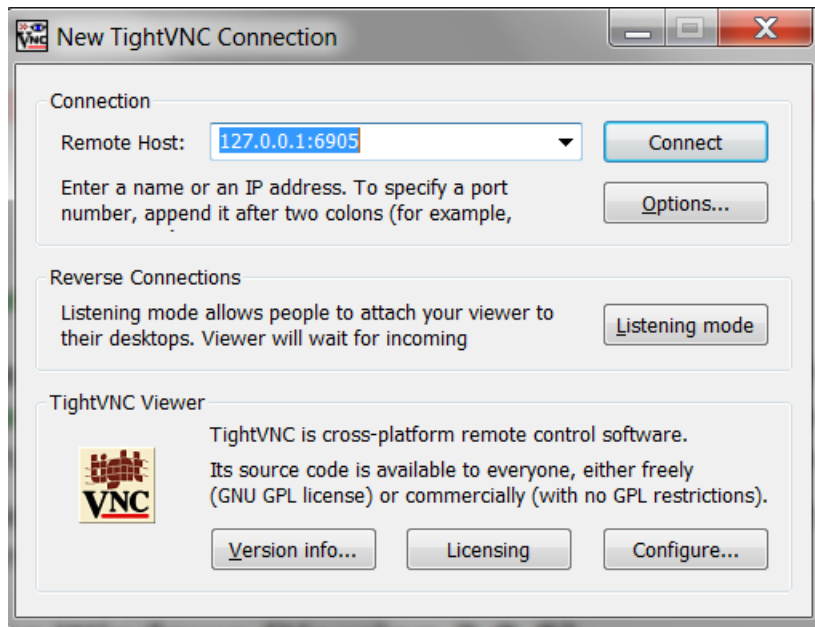 New TightVNC Connection
Connection
Remote Host: 127.0.0.1:6905 Connect
Enter a name or an IP address. To specify a port
number, append it after two colons (for example,
Options...
Reverse Connections
Listening mode allows people to attach your viewer to
their desktops. Viewer will wait for incoming
Listening mode
TightVNC Viewer
tight
VNC
TightVNC is cross-platform remote control software.
Its source code is available to everyone, either freely
(GNU GPL license) or commercially (with no GPL restrictions).
Version info... Licensing Configure...